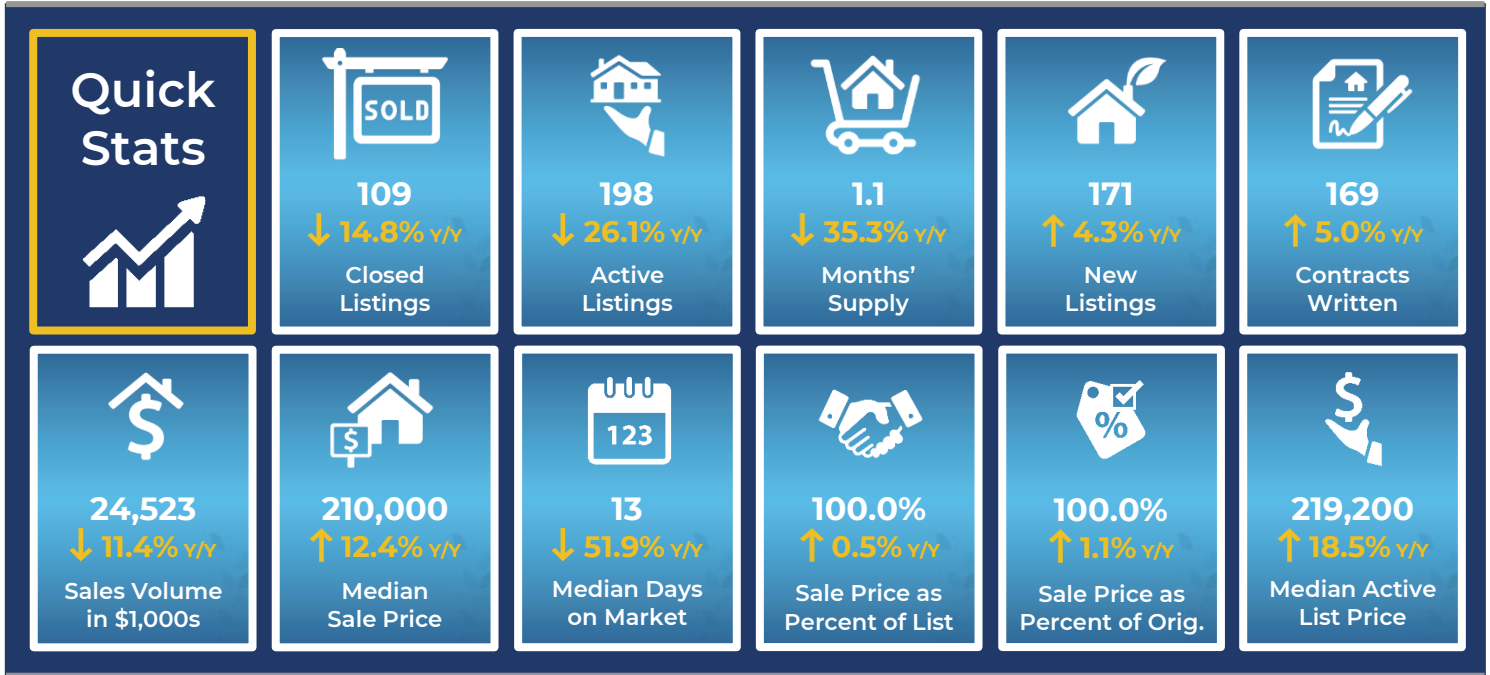 Quick
Stats
SOLD
109
↓ 14.8% Y/Y
Closed
Listings
198
↓ 26.1% Y/Y
Active
Listings
1.1
↓ 35.3% Y/Y
Months’
Supply
171
↑ 4.3% Y/Y
New
Listings
169
↑ 5.0% Y/Y
Contracts
Written
$
24,523
↓ 11.4% Y/Y
Sales Volume
in $1,000s
$
210,000
↑ 12.4% Y/Y
Median
Sale Price
123
13
↓ 51.9% Y/Y
Median Days
on Market
100.0%
↑ 0.5% Y/Y
Sale Price as
Percent of List
%
100.0%
↑ 1.1% Y/Y
Sale Price as
Percent of Orig.
$
219,200
↑ 18.5% Y/Y
Median Active
List Price